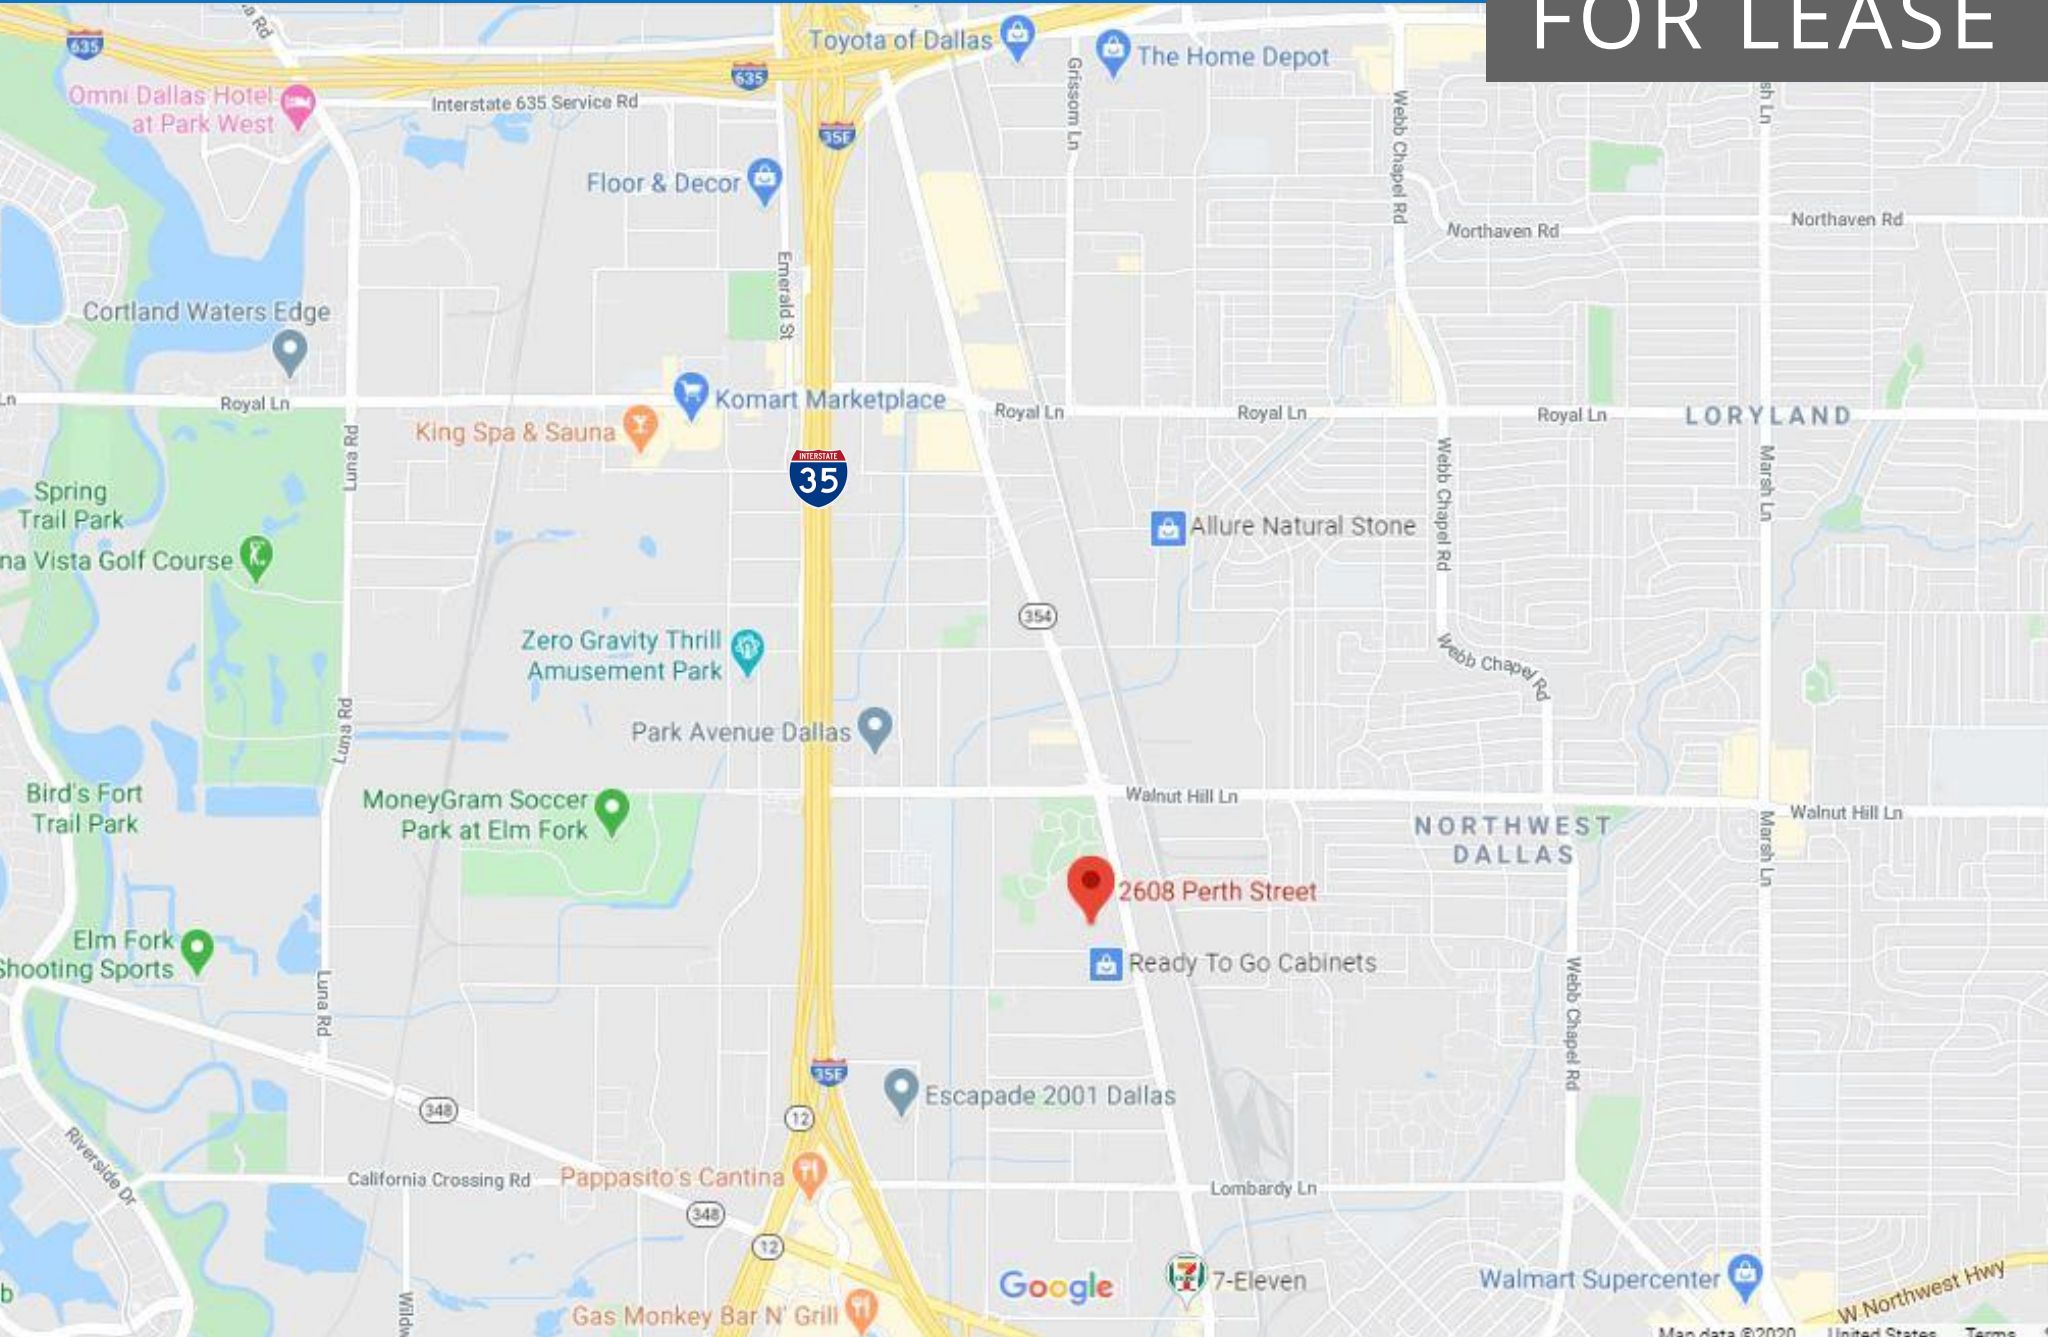 FOR LEASE
635
Toyota of Dallas
The Home Depot
635
Omni Dallas Hotel
at Park West
Interstate 635 Service Rd
35E
Grissom Ln
Webb Chapel Rd
Floor & Decor
Northaven Rd
Northaven Rd
Emerald St
Cortland Waters Edge
Royal Ln
Komart Marketplace
Royal Ln
Royal Ln
Royal Ln
LORYLAND
King Spa & Sauna
Luna Rd
INTERSTATE
35
Webb Chapel Rd
Marsh Ln
Spring
Trail Park
Allure Natural Stone
na Vista Golf Course
354
Zero Gravity Thrill
Amusement Park
Webb Chapel Rd
Luna Rd
Park Avenue Dallas
Bird's Fort
Trail Park
MoneyGram Soccer
Park at Elm Fork
Walnut Hill Ln
Walnut Hill Ln
NORTHWEST
DALLAS
Marsh Ln
2608 Perth Street
Elm Fork
Shooting Sports
Ready To Go Cabinets
Luna Rd
Webb Chapel Rd
35E
Escapade 2001 Dallas
348
12
Riverside Dr
California Crossing Rd
Pappasito's Cantina
Lombardy Ln
348
12
Google
7-Eleven
Walmart Supercenter
W Northwest Hwy
Gas Monkey Bar N' Grill
Map data ©2020 United States Terms